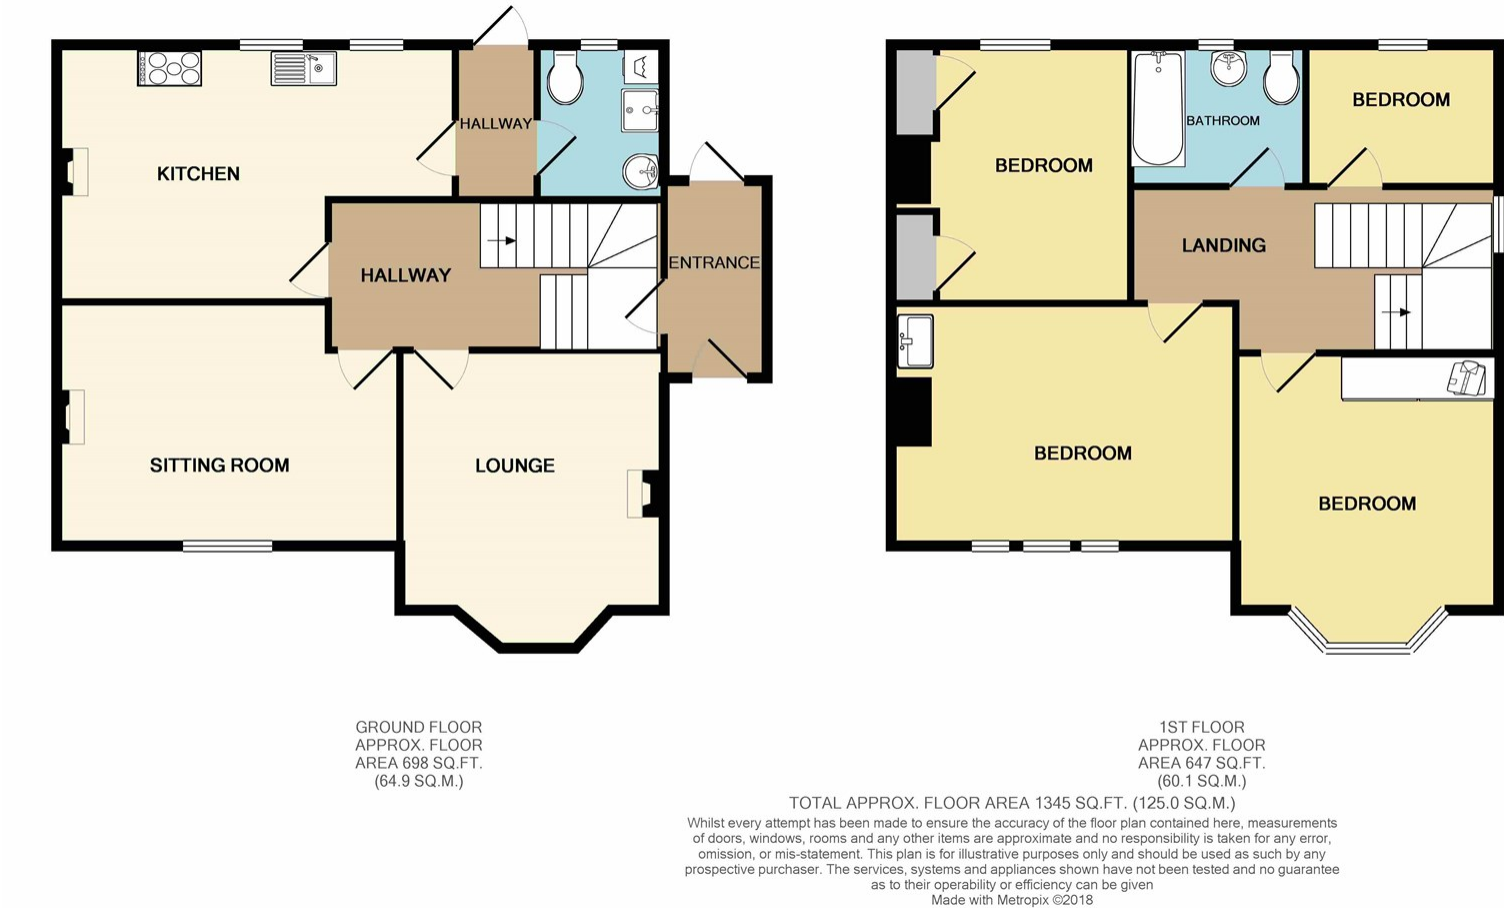 HALLWAY
KITCHEN
HALLWAY
ENTRANCE
SITTING ROOM
LOUNGE
BEDROOM
BATHROOM
BEDROOM
LANDING
BEDROOM
BEDROOM
GROUND FLOOR
APPROX. FLOOR
AREA 698 SQ.FT.
(64.9 SQ.M.)
1ST FLOOR
APPROX. FLOOR
AREA 647 SQ.FT.
(60.1 SQ.M.)
TOTAL APPROX. FLOOR AREA 1345 SQ.FT. (125.0 SQ.M.)
Whilst every attempt has been made to ensure the accuracy of the floor plan contained here, measurements
of doors, windows, rooms and any other items are approximate and no responsibility is taken for any error,
omission, or mis-statement. This plan is for illustrative purposes only and should be used as such by any
prospective purchaser. The services, systems and appliances shown have not been tested and no guarantee
as to their operability or efficiency can be given
Made with Metropix ©2018